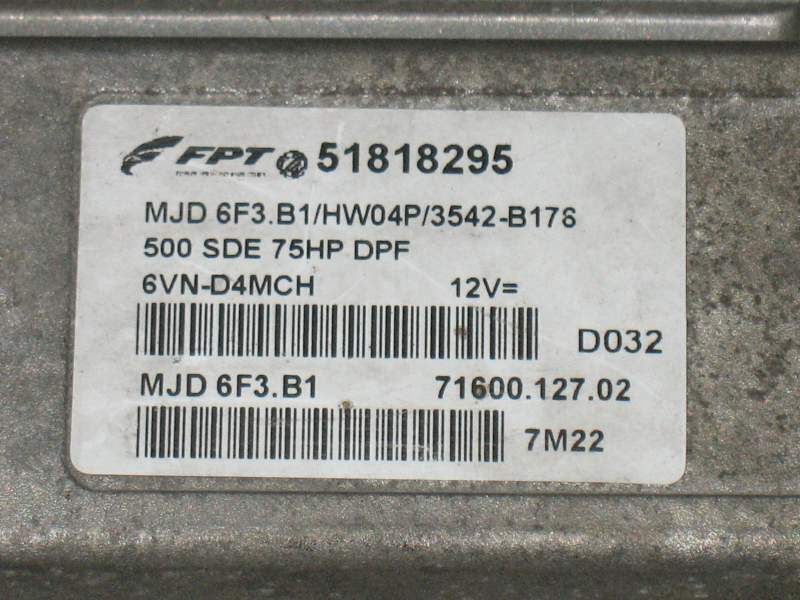 FPT 51818295
MJD 6F3.B1/HW04P/3542-B176
500 SDE 75HP DPF
6VN-D4MCH 12V=
D032
MJD 6F3.B1 71600.127.02
7M22